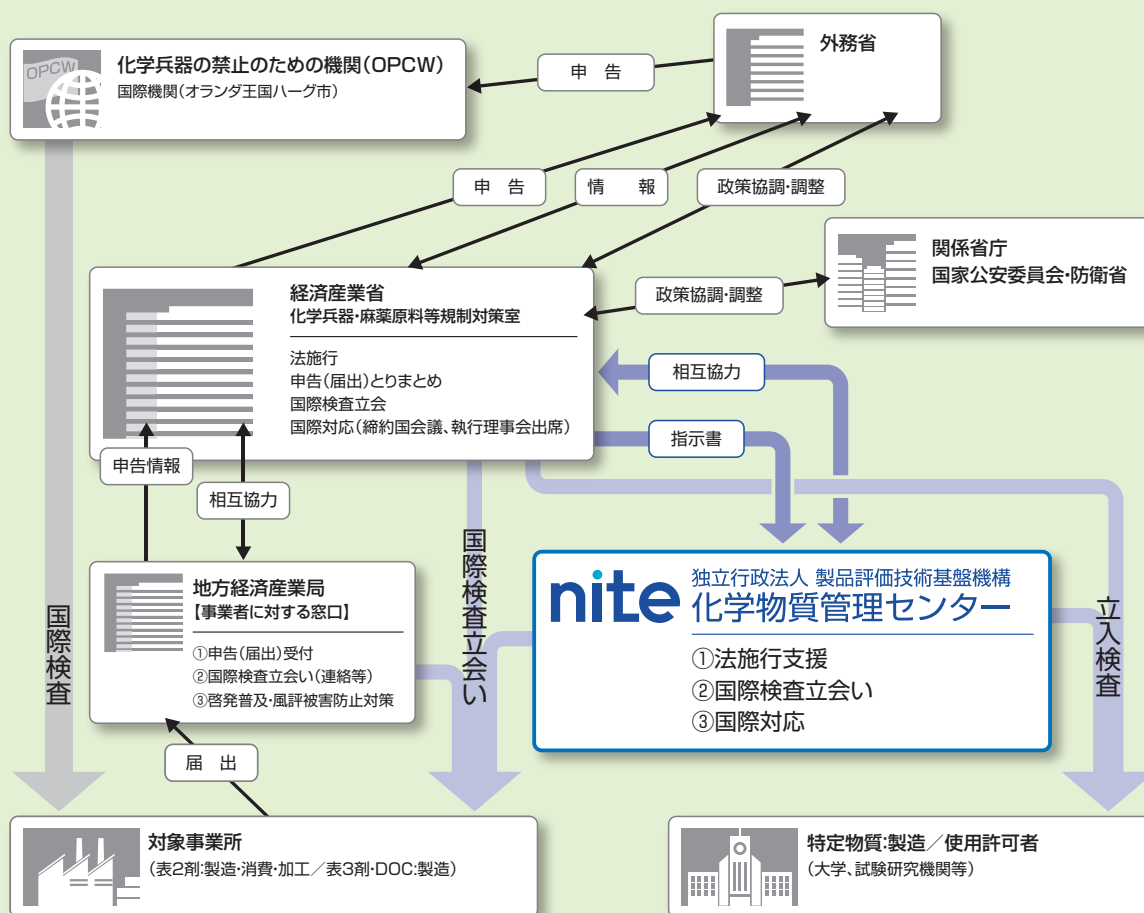 OPCW
化学兵器の禁止のための機関(OPCW)
国際機関(オランダ王国ハーグ市)
申 告
外務省
申 告
情 報
政策協調・調整
関係省庁
国家公安委員会・防衛省
政策協調・調整
経済産業省
化学兵器・麻薬原料等規制対策室
法施行
申告(届出)とりまとめ
国際検査立会
国際対応(締約国会議、執行理事会出席)
相互協力
指示書
申告情報
相互協力
国際検査
国際検査立会い
立入検査
地方経済産業局
【事業者に対する窓口】
①申告(届出)受付
②国際検査立会い(連絡等)
③啓発普及・風評被害防止対策
nite
独立行政法人 製品評価技術基盤機構
化学物質管理センター
①法施行支援
②国際検査立会い
③国際対応
届 出
対象事業所
(表2剤:製造・消費・加工／表3剤・DOC:製造)
特定物質:製造／使用許可者
(大学、試験研究機関等)